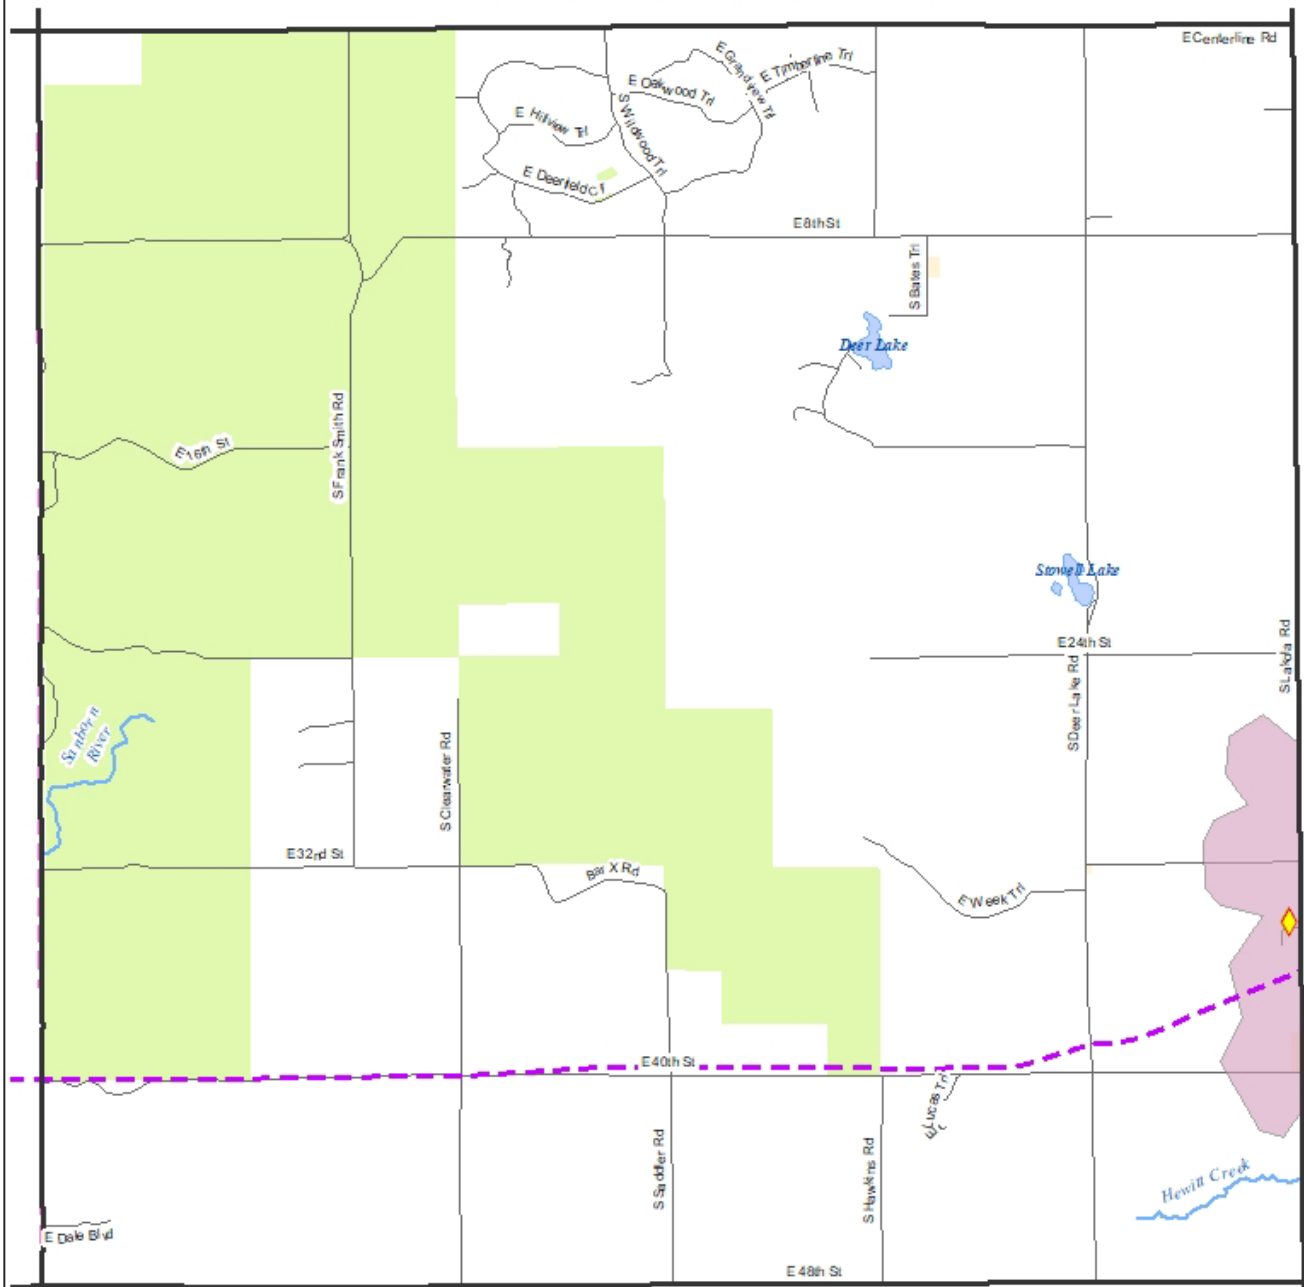 E Centerline Rd
E Grandview Trl
E Timberline Trl
E Oakwood Trl
S Wildwood Trl
E Hillview Trl
E Deerfield Ct
E 8th St
S Bates Trl
Deer Lake
S Frank Smith Rd
E 16th St
Stowell Lake
E 24th St
S Lakola Rd
S Deer Lake Rd
Sanborn
River
S Clearwater Rd
E 32nd St
Bar X Rd
E Week Trl
E 40th St
E Lucas Trl
S Saddler Rd
S Hawkins Rd
Hewitt Creek
E Dale Blvd
E 48th St